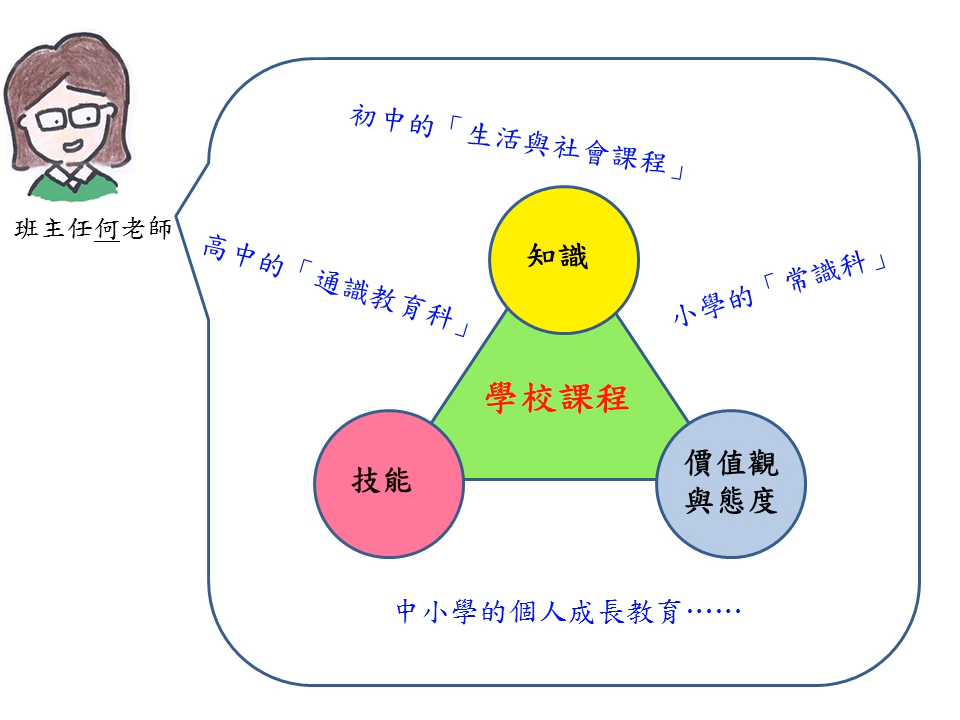 初中的「生活與社會課程」
班主任何老師
高中的「通識教育科」
知識
小學的「常識科」
學校課程
技能
價值觀
與態度
中小學的個人成長教育……